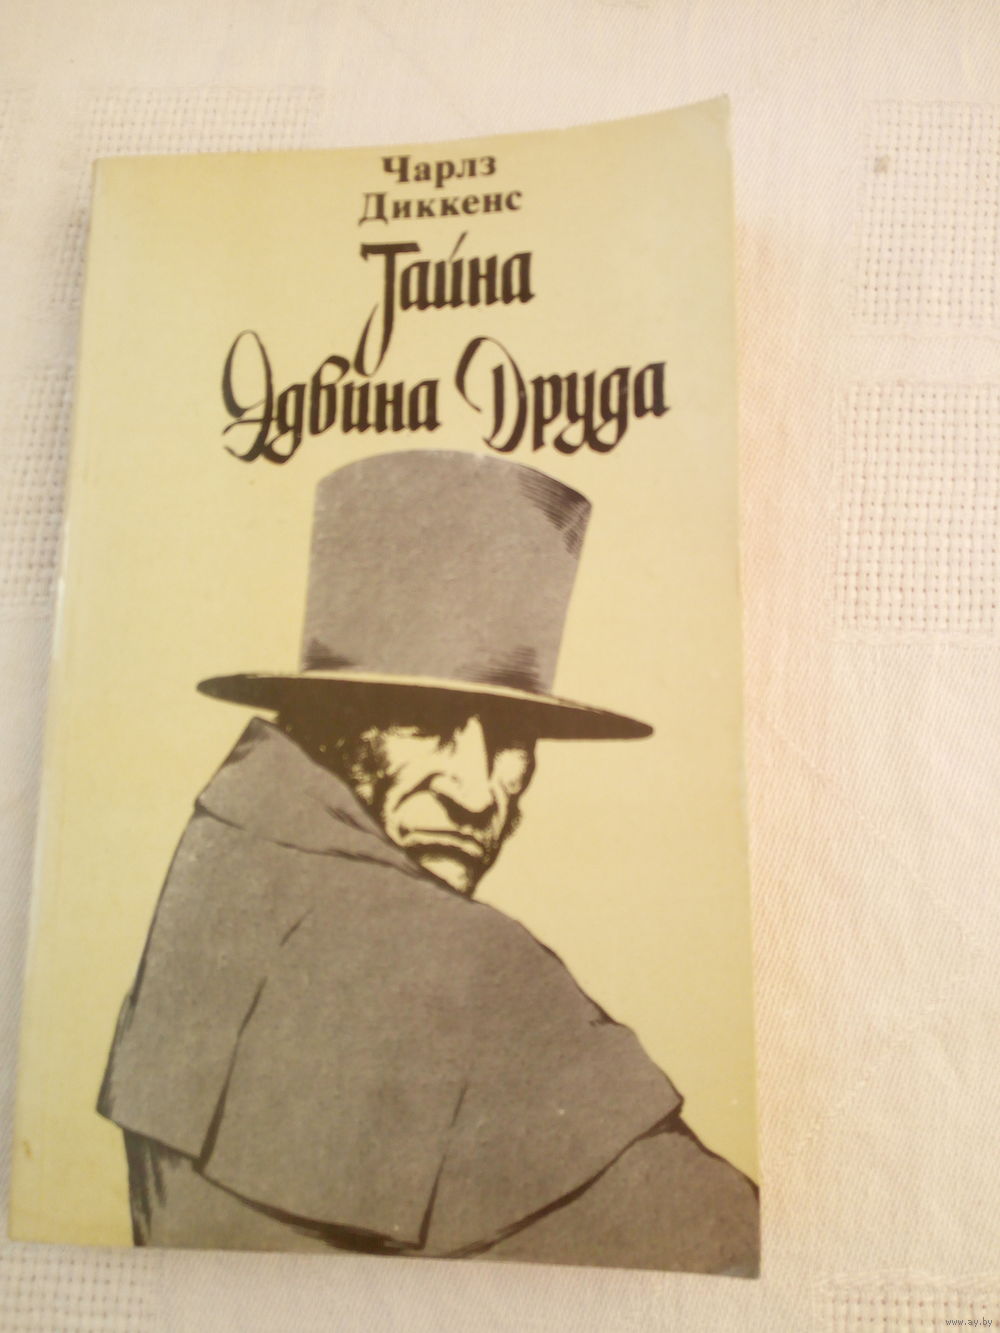 Чарлз
Диккенс
Тайна
Эдвина Друда
www.ay.by